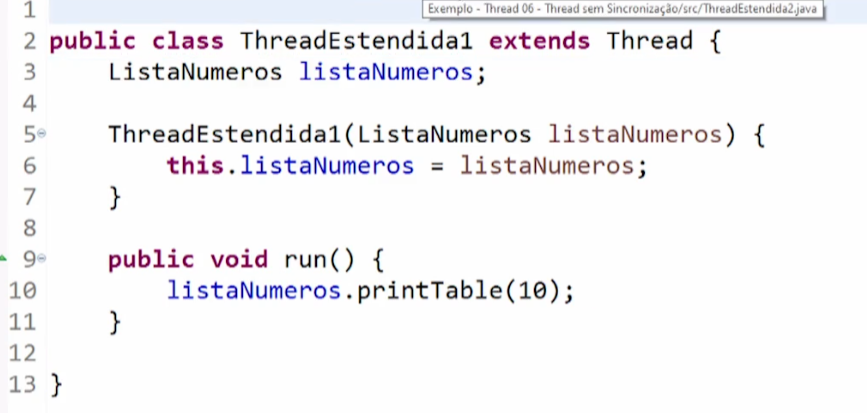 Exemplo - Thread 06 - Thread sem Sincronização/src/ThreadEstendida2.java
1
2 public class ThreadEstendida1 extends Thread {
3     ListaNumeros listaNumeros;
4
5     ThreadEstendida1(ListaNumeros listaNumeros) {
6         this.listaNumeros = listaNumeros;
7     }
8
9     public void run() {
10         listaNumeros.printTable(10);
11     }
12
13 }